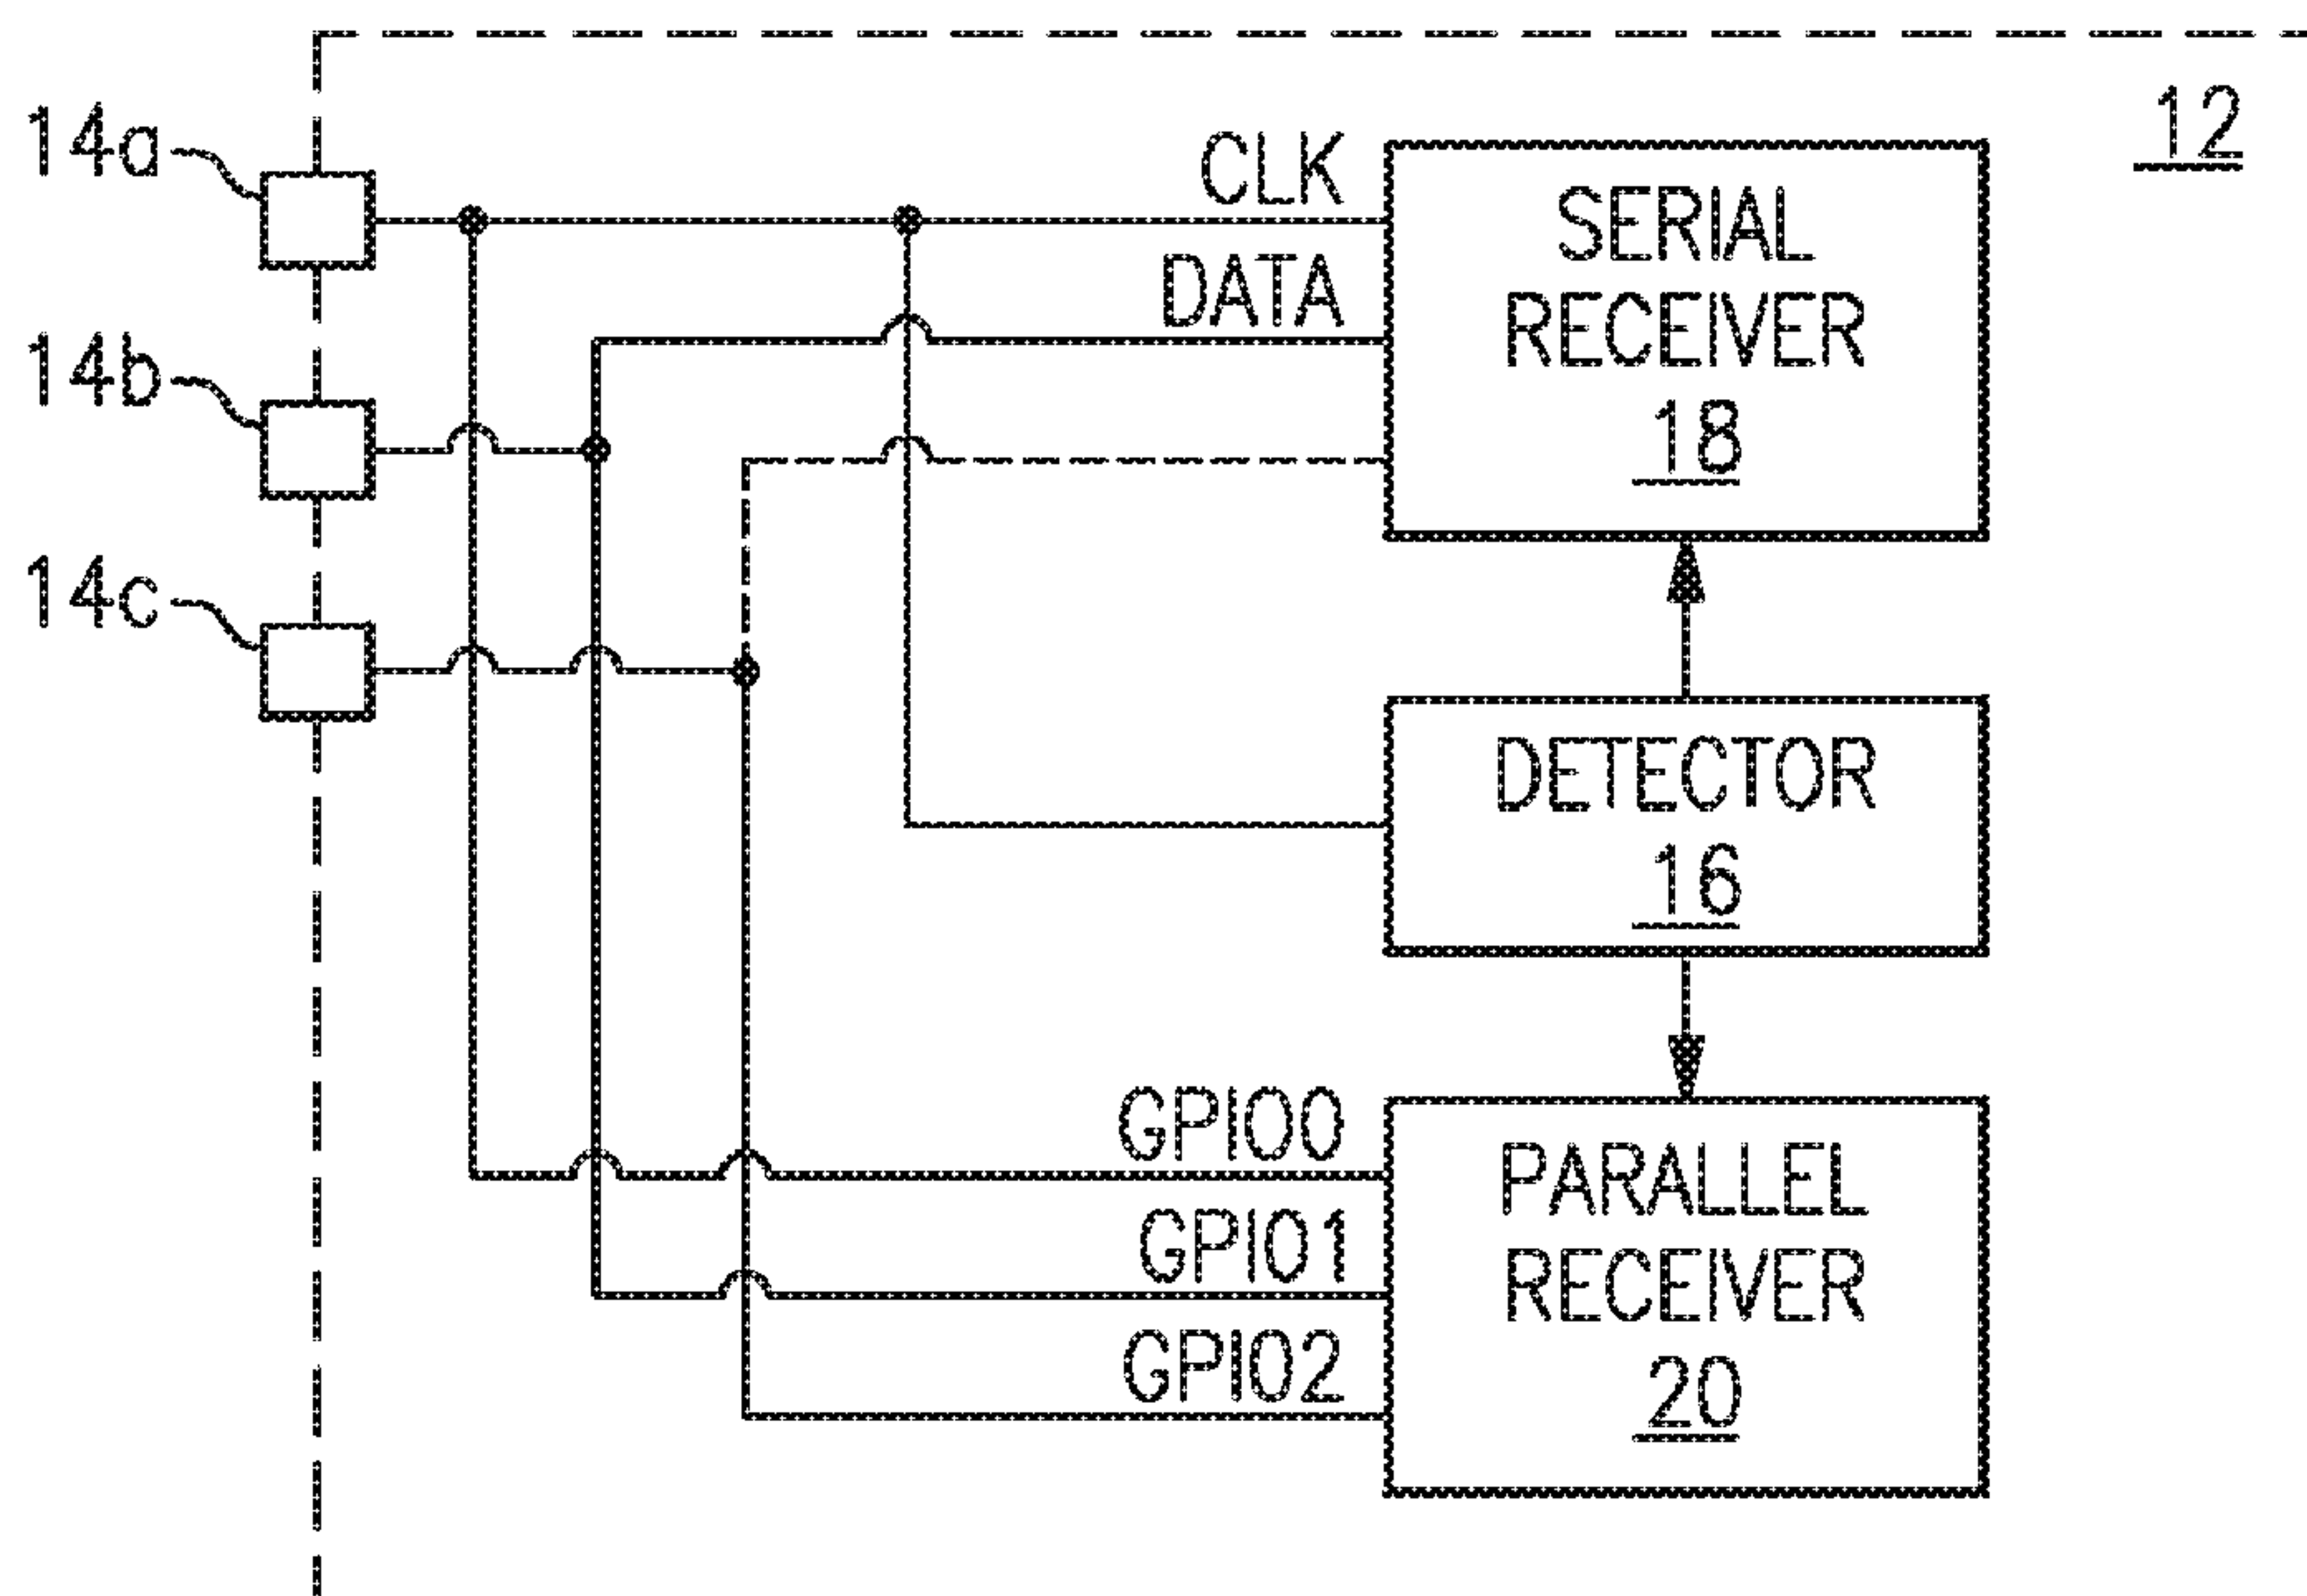 12
14a
CLK
SERIAL
DATA
RECEIVER
14b
18
14c
DETECTOR
16
GPIO0
PARALLEL
GPIO1
RECEIVER
GPIO2
20